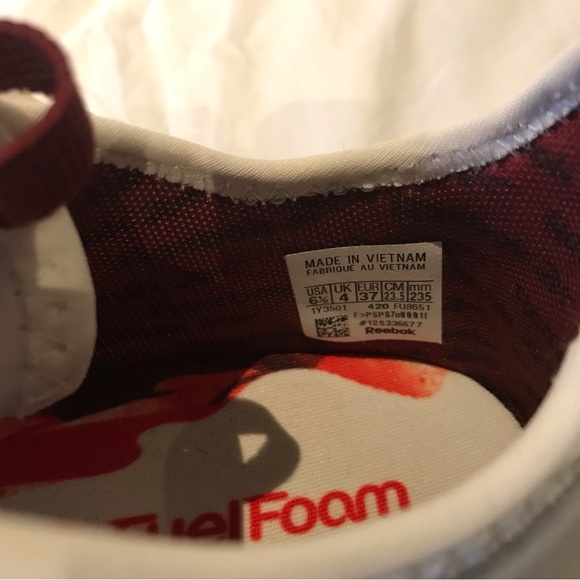 MADE IN VIETNAM
FABRIQUE AU VIETNAM
USA UK EUR CM mm
6½ 4 37 23.5 235
1Y3501 420 FU8651
#125336677
Reebok
FuelFoam